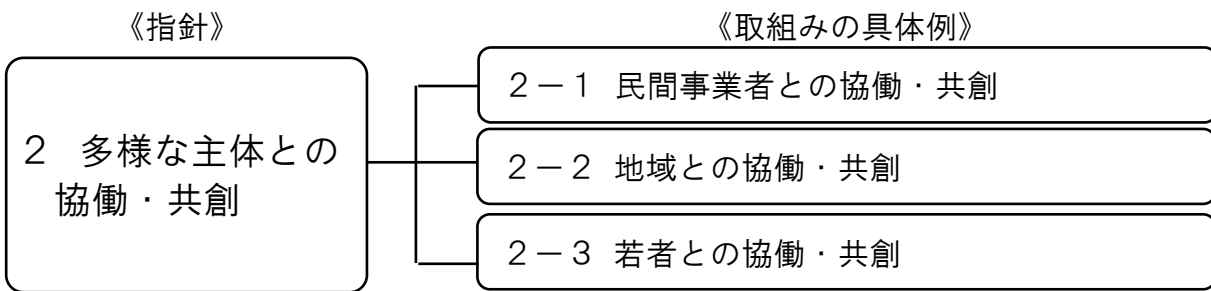 《指針》
《取組みの具体例》
２　多様な主体との
協働・共創
２－１　民間事業者との協働・共創
２－２　地域との協働・共創
２－３　若者との協働・共創